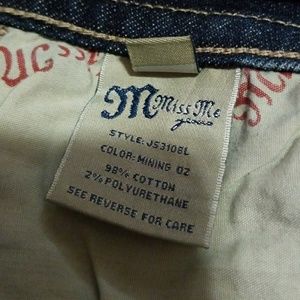 M Miss Me
jeans
STYLE: JS3108L
COLOR: MINING 02
98% COTTON
2% POLYURETHANE
SEE REVERSE FOR CARE